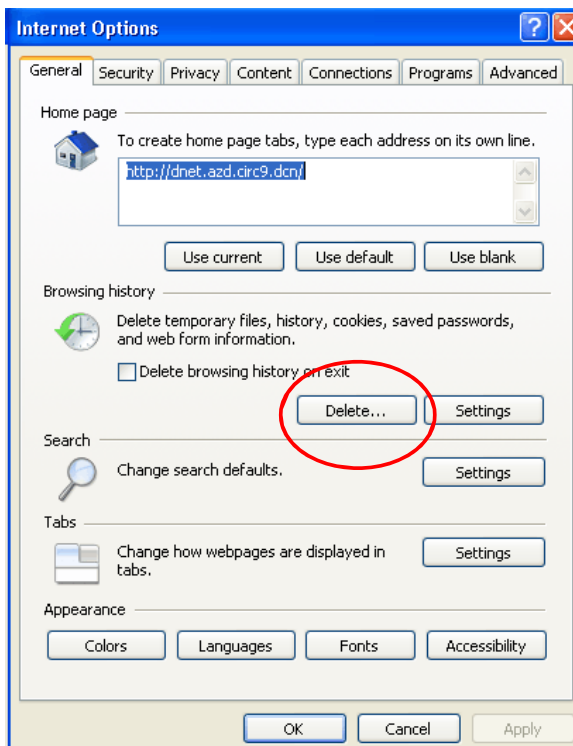 Internet Options
General Security Privacy Content Connections Programs Advanced
Home page
To create home page tabs, type each address on its own line.
http://dnet.azd.circ9.dcn/
Use current Use default Use blank
Browsing history
Delete temporary files, history, cookies, saved passwords,
and web form information.
Delete browsing history on exit
Delete... Settings
Search
Change search defaults.
Settings
Tabs
Change how webpages are displayed in
tabs.
Settings
Appearance
Colors Languages Fonts Accessibility
OK Cancel Apply